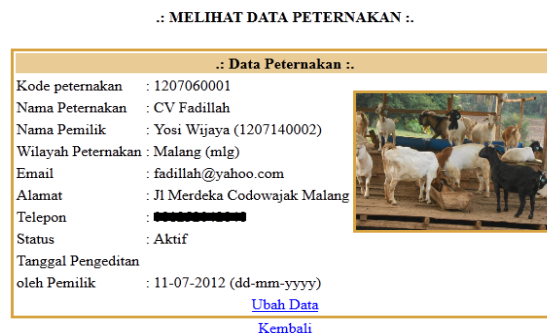 .: MELIHAT DATA PETERNAKAN :.
.: Data Peternakan :.
Kode peternakan : 1207060001
Nama Peternakan : CV Fadillah
Nama Pemilik : Yosi Wijaya (1207140002)
Wilayah Peternakan : Malang (mlg)
Email : fadillah@yahoo.com
Alamat : Jl Merdeka Codowajak Malang
Telepon :
Status : Aktif
Tanggal Pengeditan
oleh Pemilik : 11-07-2012 (dd-mm-yyyy)
Ubah Data
Kembali